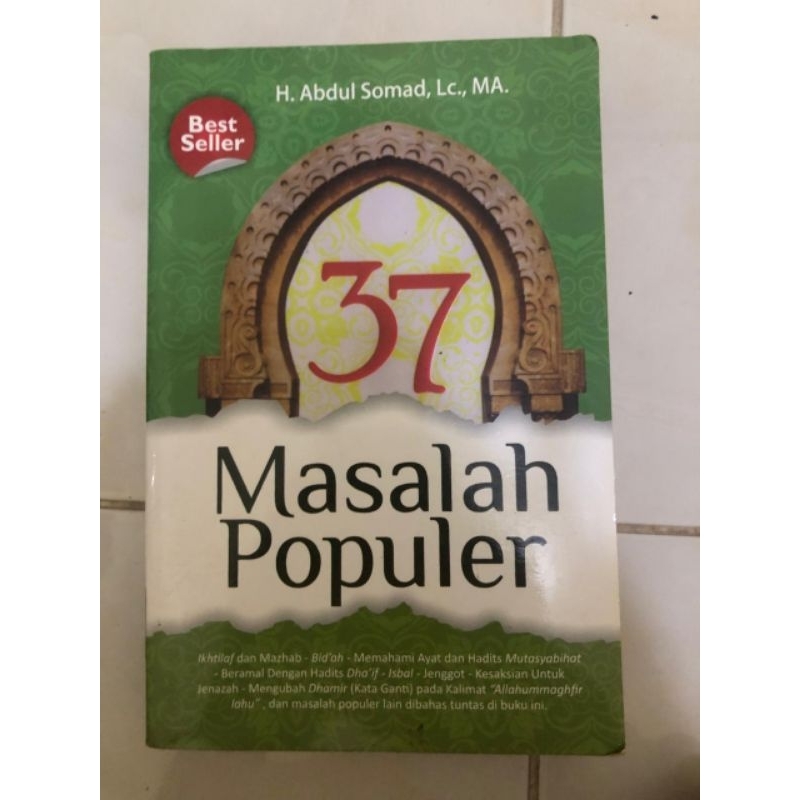 H. Abdul Somad, Lc., MA.
Best
Seller
37
Masalah
Populer
Ikhtilaf dan Mazhab - Bid'ah - Memahami Ayat dan Hadits Mutasyabihat
- Beramal Dengan Hadits Dha'if - Isbal - Jenggot - Kesaksian Untuk
Jenazah - Mengubah Dhamir (Kata Ganti) pada Kalimat "Allahummaghfir
lahu" , dan masalah populer lain dibahas tuntas di buku ini.